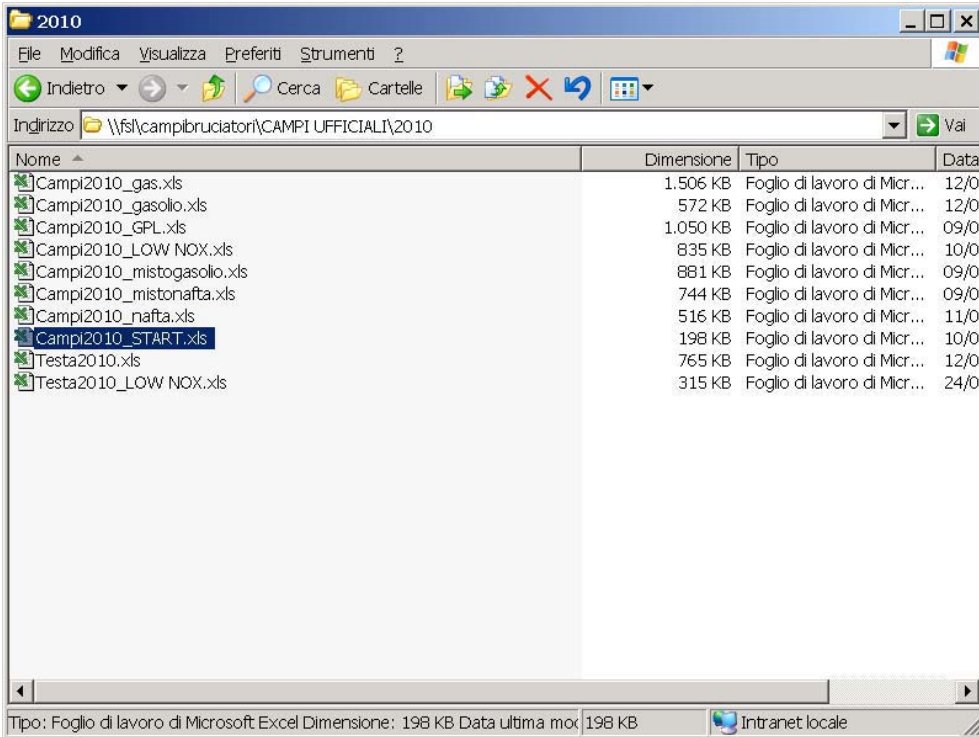 2010
File Modifica Visualizza Preferiti Strumenti ?
Indietro Cerca Cartelle
Indirizzo \\fsl\campibruciatori\CAMPI UFFICIALI\2010 Vai
Nome Dimensione Tipo Data
Campi2010_gas.xls 1.506 KB Foglio di lavoro di Micr... 12/0
Campi2010_gasolio.xls 572 KB Foglio di lavoro di Micr... 12/0
Campi2010_GPL.xls 1.050 KB Foglio di lavoro di Micr... 09/0
Campi2010_LOW NOX.xls 835 KB Foglio di lavoro di Micr... 10/0
Campi2010_mistogasolio.xls 881 KB Foglio di lavoro di Micr... 09/0
Campi2010_mistonafta.xls 744 KB Foglio di lavoro di Micr... 09/0
Campi2010_nafta.xls 516 KB Foglio di lavoro di Micr... 11/0
Campi2010_START.xls 198 KB Foglio di lavoro di Micr... 10/0
Testa2010.xls 765 KB Foglio di lavoro di Micr... 12/0
Testa2010_LOW NOX.xls 315 KB Foglio di lavoro di Micr... 24/0
Tipo: Foglio di lavoro di Microsoft Excel Dimensione: 198 KB Data ultima mod 198 KB Intranet locale